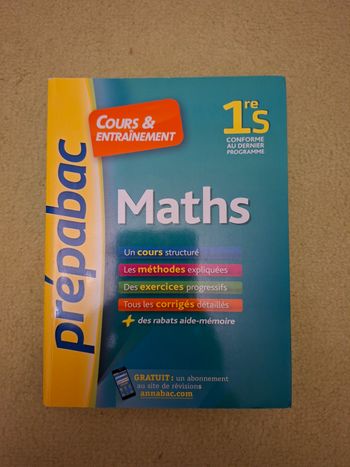 prépabac
COURS &
ENTRAÎNEMENT
1reS
CONFORME
AU DERNIER
PROGRAMME
Maths
Un cours structuré
Les méthodes expliquées
Des exercices progressifs
Tous les corrigés détaillés
+ des rabats aide-mémoire
GRATUIT : un abonnement
au site de révisions
annabac.com